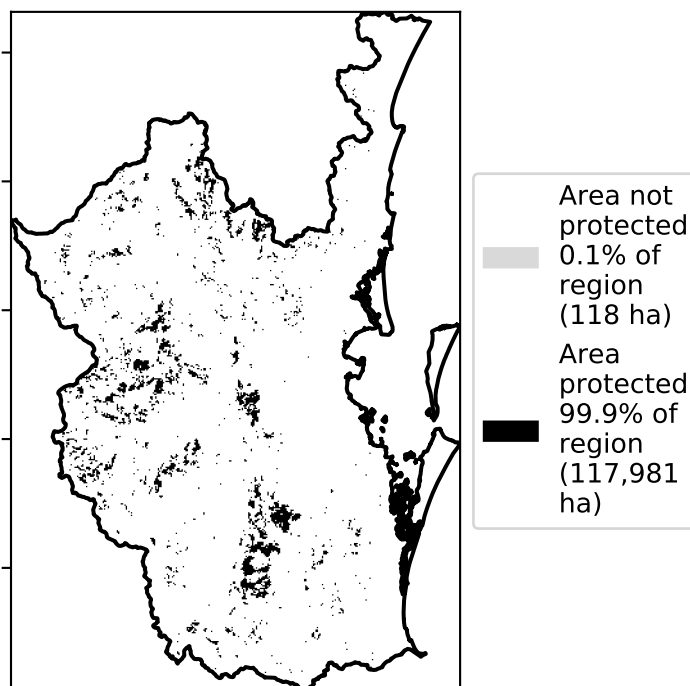 Area not
protected
0.1% of
region
(118 ha)
Area
protected
99.9% of
region
(117,981
ha)